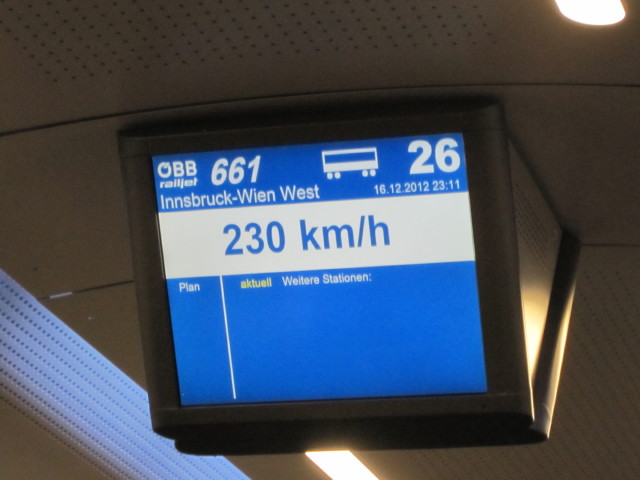 ÖBB 661 26
railjet
Innsbruck-Wien West 16.12.2012 23:11
230 km/h
Plan aktuell Weitere Stationen: